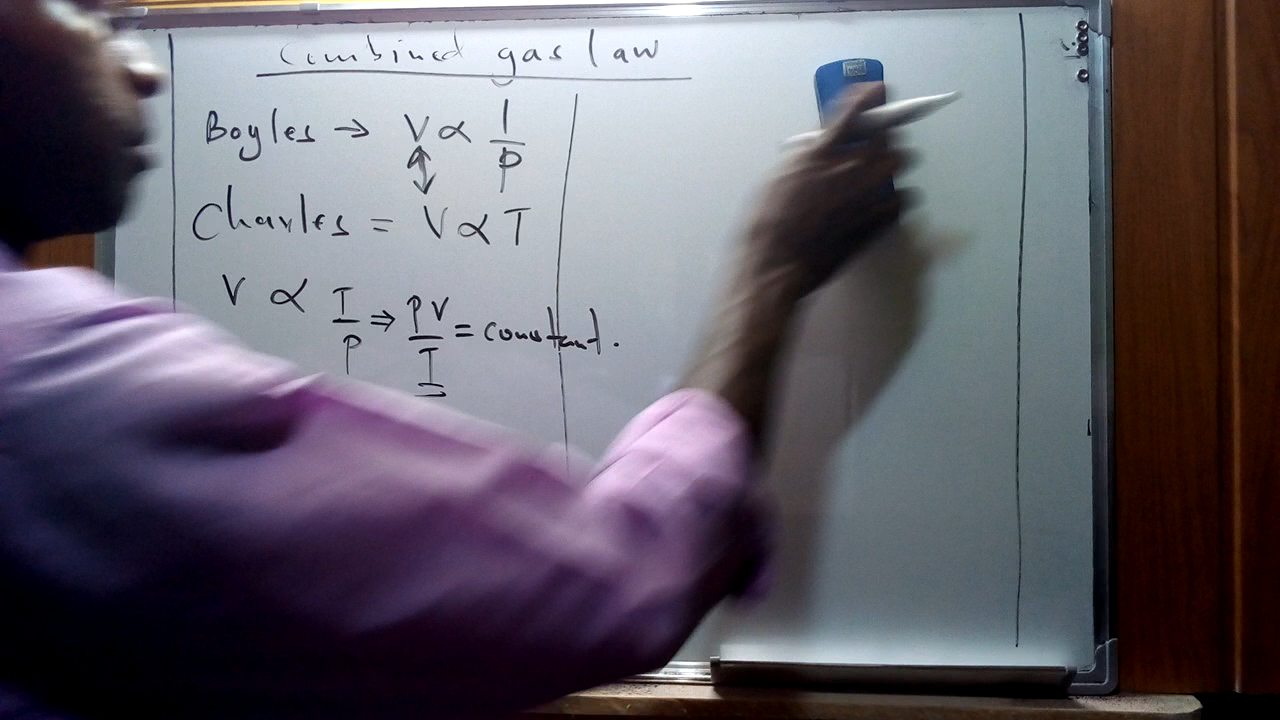 Combined gas law
Boyles → V ∝ 1/P
Charles = V ∝ T
V ∝ T/P ⇒ PV/T = constant.